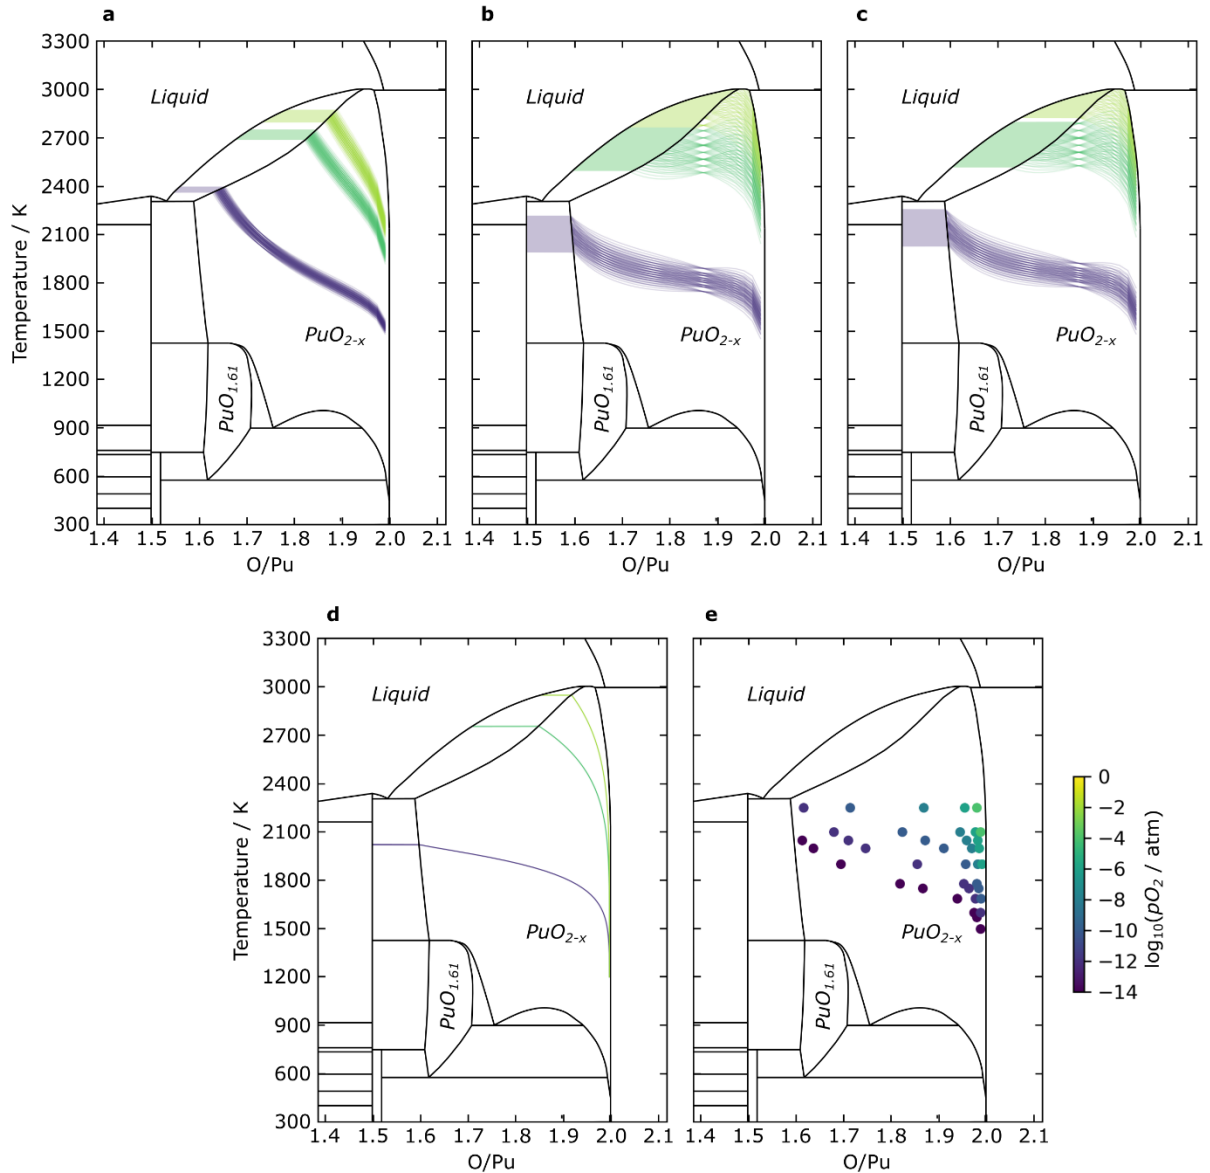 a
b
c
3300
3000
2700
2400
2100
1800
1500
1200
900
600
300
Temperature / K
Liquid
PuO2-x
PuO1.61
1.4 1.5 1.6 1.7 1.8 1.9 2.0 2.1
O/Pu
Liquid
PuO2-x
PuO1.61
1.4 1.5 1.6 1.7 1.8 1.9 2.0 2.1
O/Pu
Liquid
PuO2-x
PuO1.61
1.4 1.5 1.6 1.7 1.8 1.9 2.0 2.1
O/Pu
d
e
3300
3000
2700
2400
2100
1800
1500
1200
900
600
300
Temperature / K
Liquid
PuO2-x
PuO1.61
1.4 1.5 1.6 1.7 1.8 1.9 2.0 2.1
O/Pu
Liquid
PuO2-x
PuO1.61
1.4 1.5 1.6 1.7 1.8 1.9 2.0 2.1
O/Pu
0
−2
−4
−6
−8
−10
−12
−14
log10(pO2 / atm)